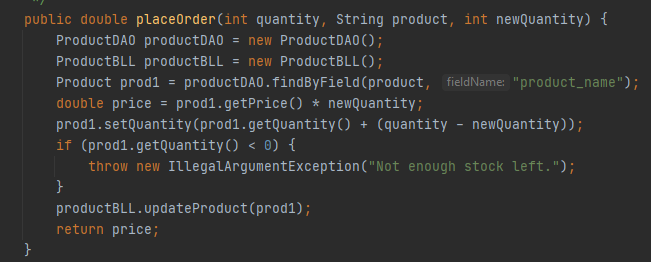 */
public double placeOrder(int quantity, String product, int newQuantity) {
ProductDAO productDAO = new ProductDAO();
ProductBLL productBLL = new ProductBLL();
Product prod1 = productDAO.findByField(product, fieldName: "product_name");
double price = prod1.getPrice() * newQuantity;
prod1.setQuantity(prod1.getQuantity() + (quantity - newQuantity));
if (prod1.getQuantity() < 0) {
throw new IllegalArgumentException("Not enough stock left.");
}
productBLL.updateProduct(prod1);
return price;
}